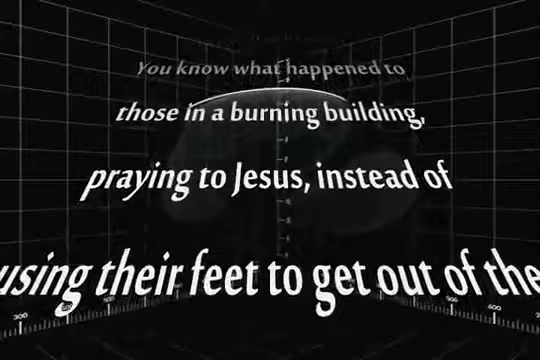 You know what happened to
those in a burning building,
praying to Jesus, instead of
using their feet to get out of the
300